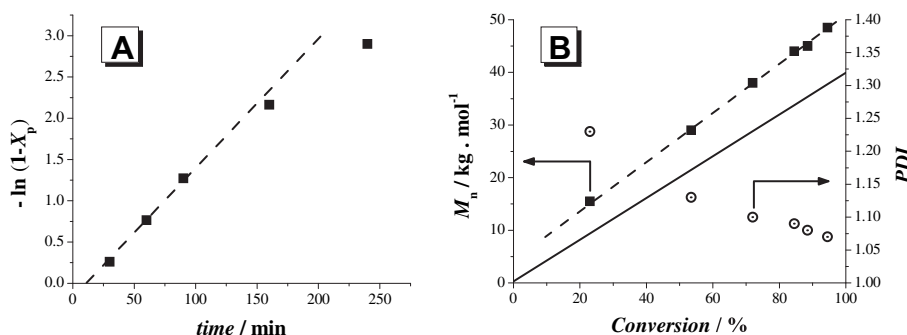 A
- ln (1-Xp)
3.0
2.5
2.0
1.5
1.0
0.5
0.0
0 50 100 150 200 250
time / min
B
Mn / kg . mol-1
50
40
30
20
10
0
0 20 40 60 80 100
Conversion / %
1.40
1.35
1.30
1.25
1.20
1.15
1.10
1.05
1.00
PDI